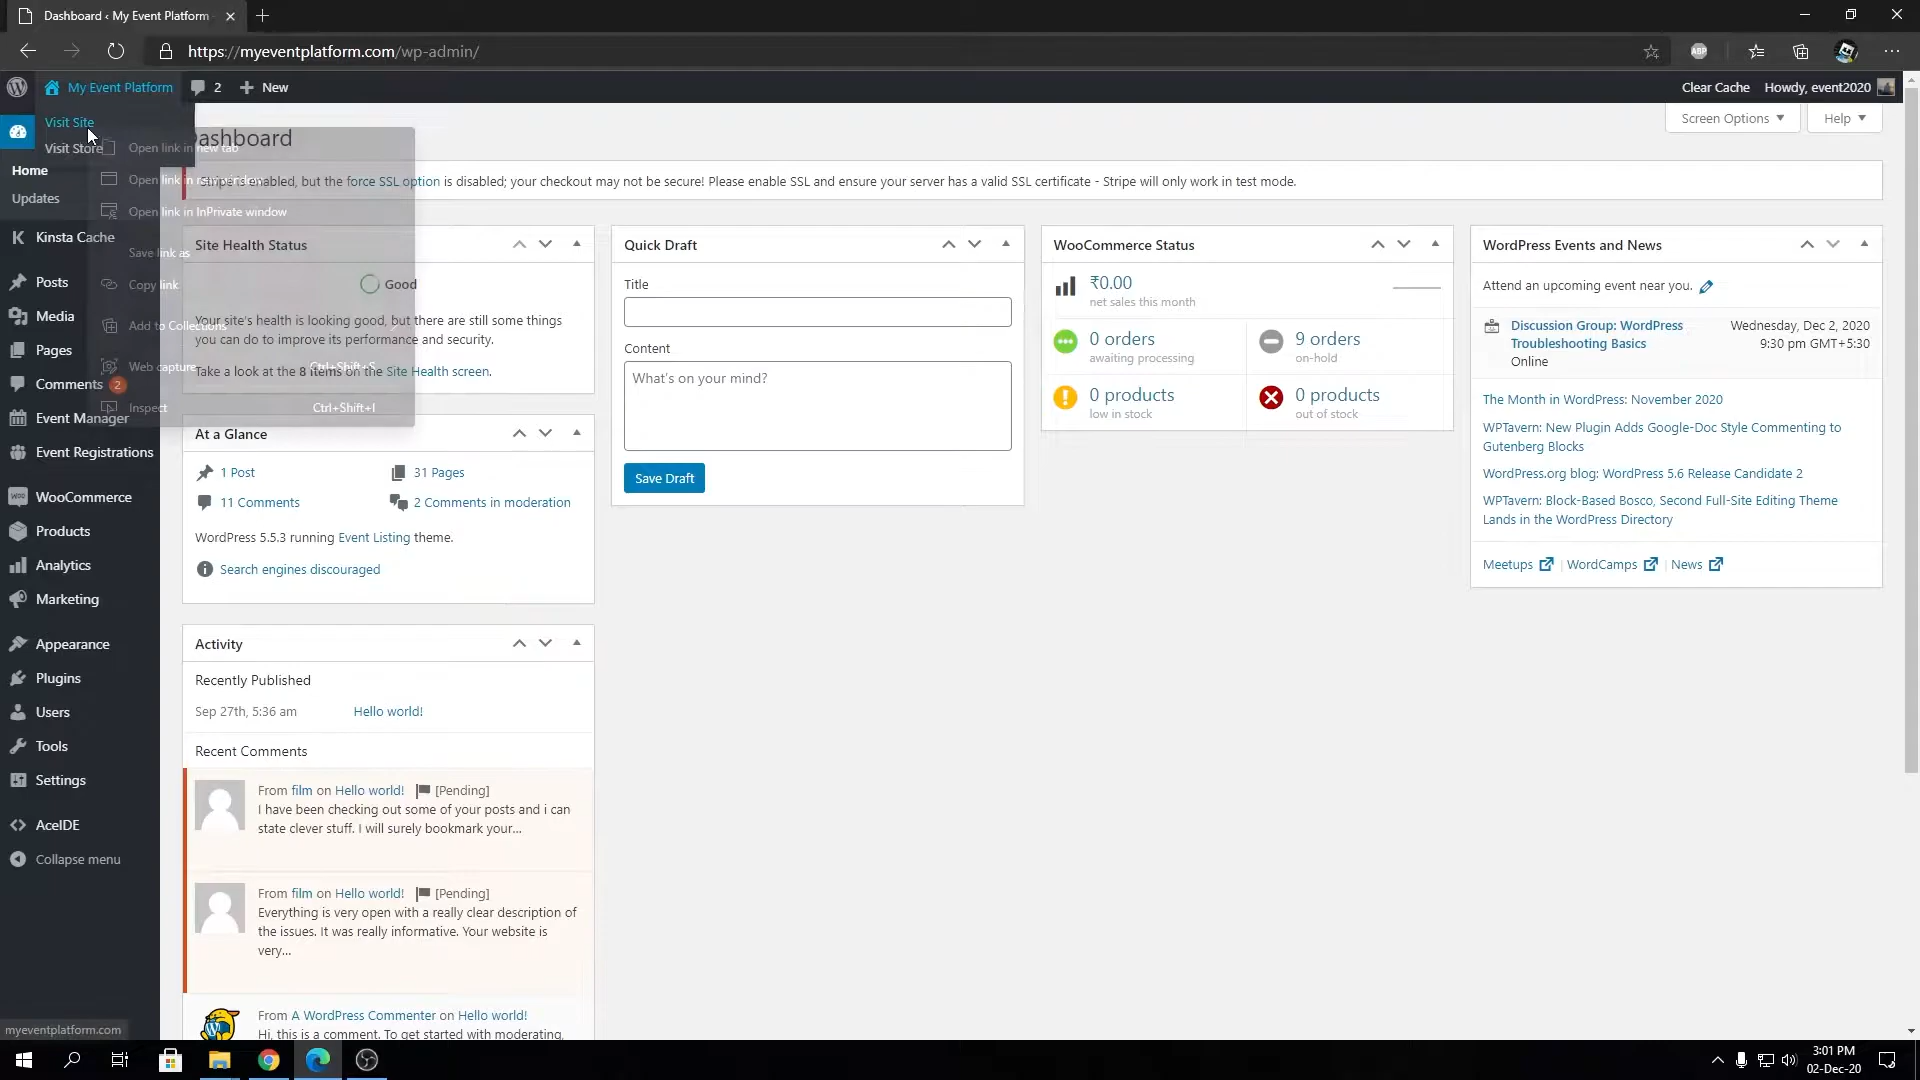 Dashboard ‹ My Event Platform
https://myeventplatform.com/wp-admin/
My Event Platform
2
New
Clear Cache
Howdy, event2020
Visit Site
Visit Store
Home
Updates
Kinsta Cache
Posts
Media
Pages
Comments 2
Event Manager
Event Registrations
WooCommerce
Products
Analytics
Marketing
Appearance
Plugins
Users
Tools
Settings
AceIDE
Collapse menu
Open link in new tab
Open link in new window
Open link in InPrivate window
Save link as
Copy link
Add to Collections
Web capture Ctrl+Shift+S
Inspect Ctrl+Shift+I
ashboard
Screen Options
Help
is enabled, but the force SSL option is disabled; your checkout may not be secure! Please enable SSL and ensure your server has a valid SSL certificate - Stripe will only work in test mode.
Site Health Status
Good
Your site's health is looking good, but there are still some things
you can do to improve its performance and security.
Take a look at the 8 items on the Site Health screen.
At a Glance
1 Post
31 Pages
11 Comments
2 Comments in moderation
WordPress 5.5.3 running Event Listing theme.
Search engines discouraged
Activity
Recently Published
Sep 27th, 5:36 am
Hello world!
Recent Comments
From film on Hello world! [Pending]
I have been checking out some of your posts and i can
state clever stuff. I will surely bookmark your...
From film on Hello world! [Pending]
Everything is very open with a really clear description of
the issues. It was really informative. Your website is
very...
From A WordPress Commenter on Hello world!
Hi, this is a comment. To get started with moderating,
Quick Draft
Title
Content
What's on your mind?
Save Draft
WooCommerce Status
₹0.00
net sales this month
0 orders
awaiting processing
9 orders
on-hold
0 products
low in stock
0 products
out of stock
WordPress Events and News
Attend an upcoming event near you.
Discussion Group: WordPress
Troubleshooting Basics
Online
Wednesday, Dec 2, 2020
9:30 pm GMT+5:30
The Month in WordPress: November 2020
WPTavern: New Plugin Adds Google-Doc Style Commenting to
Gutenberg Blocks
WordPress.org blog: WordPress 5.6 Release Candidate 2
WPTavern: Block-Based Bosco, Second Full-Site Editing Theme
Lands in the WordPress Directory
Meetups | WordCamps | News
myeventplatform.com
3:01 PM
02-Dec-20